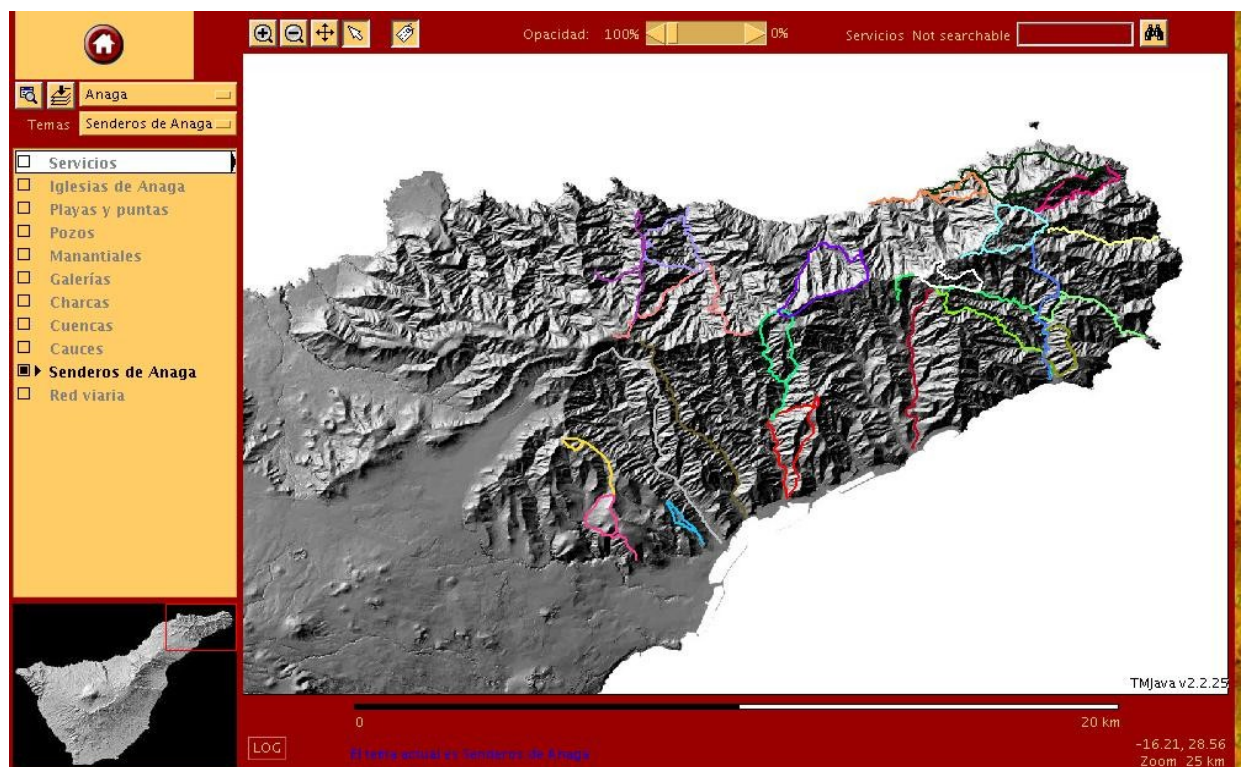 Opacidad: 100% 0% Servicios Not searchable
Anaga
Temas Senderos de Anaga
Servicios
Iglesias de Anaga
Playas y puntas
Pozos
Manantiales
Galerías
Charcas
Cuencas
Cauces
Senderos de Anaga
Red viaria
TMJava v2.2.25
0 20 km
LOG El tema actual es Senderos de Anaga
-16.21, 28.56
Zoom 25 km